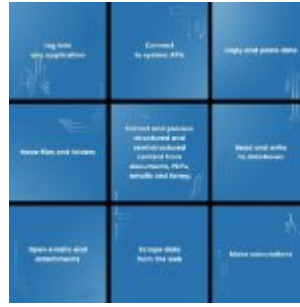 Log into
any application
Connect
to system APIs
Copy and paste data
Move files and folders
Extract and process
structured and
semistructured
content from
documents, PDFs,
emails and forms.
Read and write
to databases
Open emails and
attachments
Scrape data
from the web
Make calculations